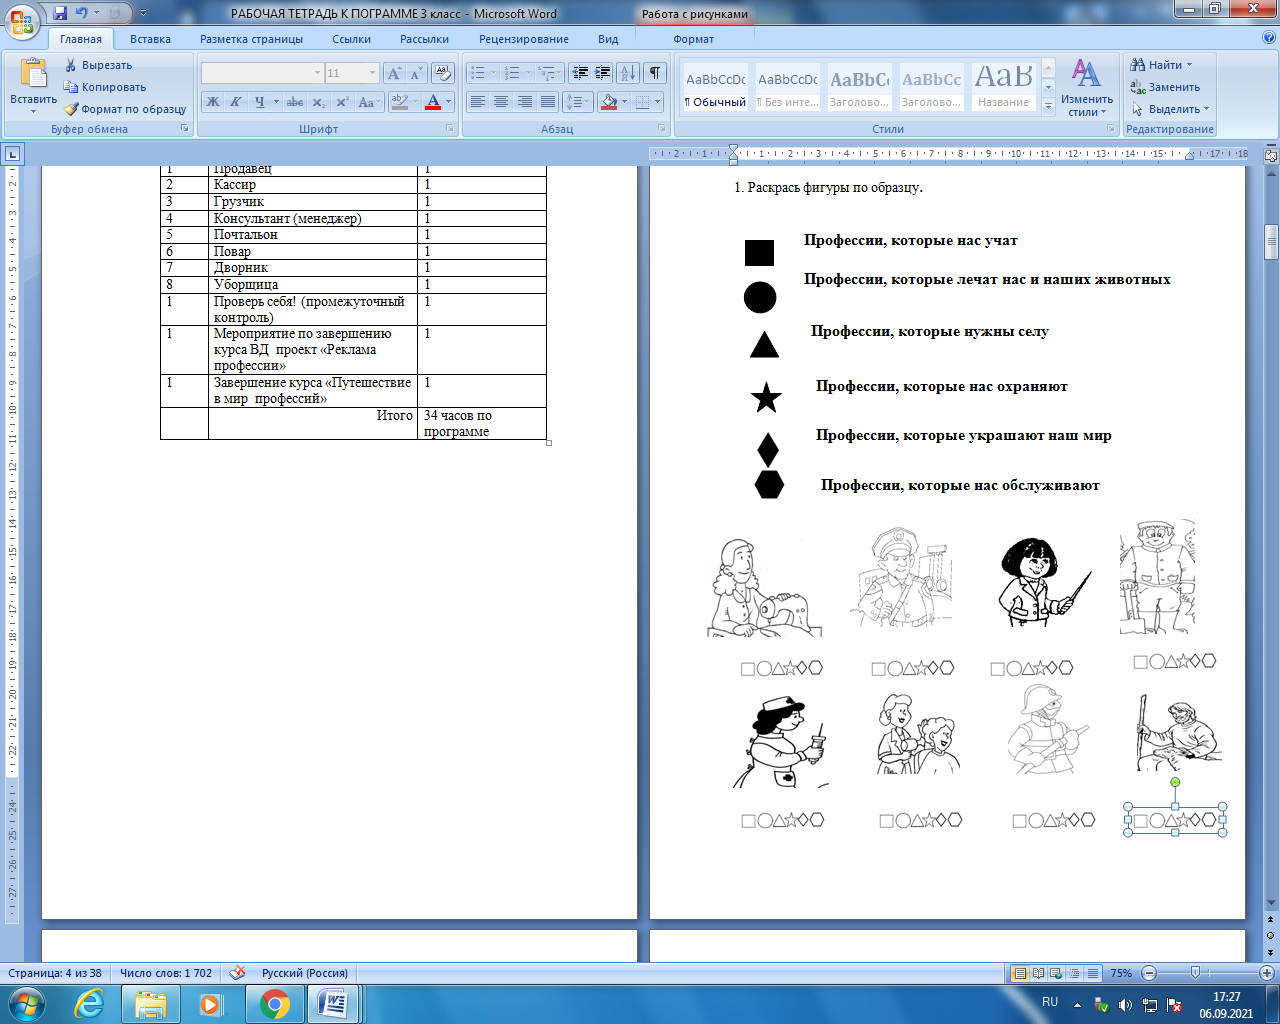 РАБОЧАЯ ТЕТРАДЬ К ПОГРАММЕ 3 класс - Microsoft Word
Работа с рисунками
Главная
Вставка
Разметка страницы
Ссылки
Рассылки
Рецензирование
Вид
Формат
Вставить
Вырезать
Копировать
Формат по образцу
Буфер обмена
11
Ж К Ч abc x₂ x² Aa
Шрифт
Абзац
AaBbCcDc
¶ Обычный
AaBbCcDc
¶ Без инте...
AaBbC
Заголово...
AaBbCc
Заголово...
AaB
Название
Изменить стили
Стили
Найти
Заменить
Выделить
Редактирование
1 Продавец 1
2 Кассир 1
3 Грузчик 1
4 Консультант (менеджер) 1
5 Почтальон 1
6 Повар 1
7 Дворник 1
8 Уборщица 1
1 Проверь себя! (промежуточный 1
контроль)
1 Мероприятие по завершению 1
курса ВД проект «Реклама
профессии»
1 Завершение курса «Путешествие 1
в мир профессий»
Итого 34 часов по
программе
1. Раскрась фигуры по образцу.
Профессии, которые нас учат
Профессии, которые лечат нас и наших животных
Профессии, которые нужны селу
Профессии, которые нас охраняют
Профессии, которые украшают наш мир
Профессии, которые нас обслуживают
Страница: 4 из 38
Число слов: 1 702
Русский (Россия)
75%
RU
17:27
06.09.2021